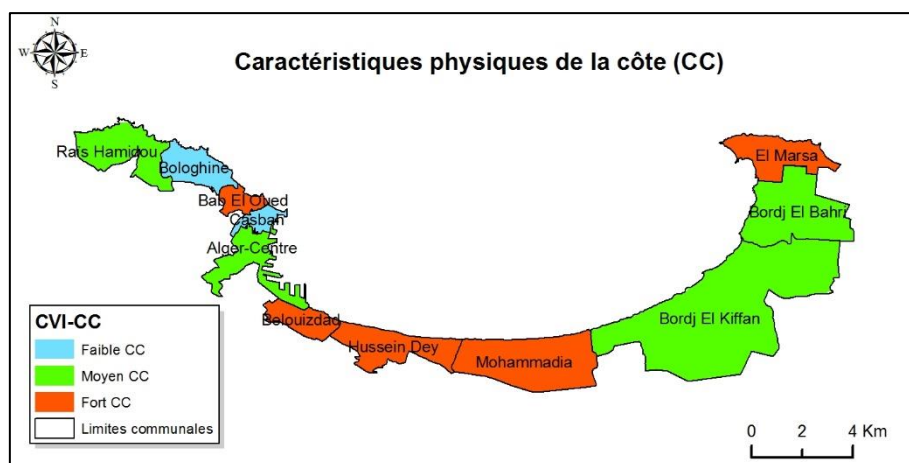 N
W E
S
Caractéristiques physiques de la côte (CC)
Rais Hamidou
Bologhine
Bab El Oued
Casbah
Alger-Centre
Belouizdad
Hussein Dey
Mohammadia
Bordj El Kiffan
Bordj El Bahri
El Marsa
CVI-CC
Faible CC
Moyen CC
Fort CC
Limites communales
0 2 4 Km